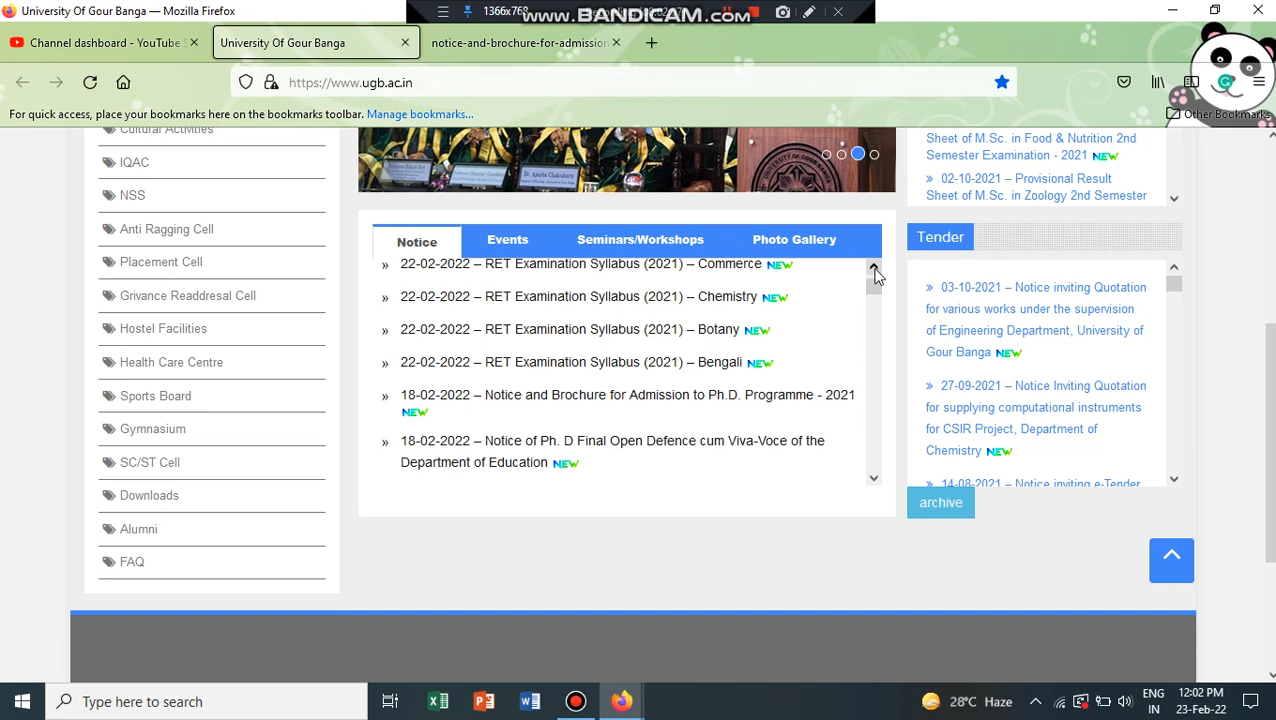 University Of Gour Banga — Mozilla Firefox
1366x768
www.BANDICAM.com
Channel dashboard - YouTube
University Of Gour Banga
notice-and-brochure-for-admission
https://www.ugb.ac.in
For quick access, place your bookmarks here on the bookmarks toolbar. Manage bookmarks...
Other Bookmarks
Cultural Activities
IQAC
NSS
Anti Ragging Cell
Placement Cell
Grivance Readdresal Cell
Hostel Facilities
Health Care Centre
Sports Board
Gymnasium
SC/ST Cell
Downloads
Alumni
FAQ
Notice
Events
Seminars/Workshops
Photo Gallery
» 22-02-2022 – RET Examination Syllabus (2021) – Commerce NEW
» 22-02-2022 – RET Examination Syllabus (2021) – Chemistry NEW
» 22-02-2022 – RET Examination Syllabus (2021) – Botany NEW
» 22-02-2022 – RET Examination Syllabus (2021) – Bengali NEW
» 18-02-2022 – Notice and Brochure for Admission to Ph.D. Programme - 2021
NEW
» 18-02-2022 – Notice of Ph. D Final Open Defence cum Viva-Voce of the
Department of Education NEW
Sheet of M.Sc. in Food & Nutrition 2nd
Semester Examination - 2021 NEW
» 02-10-2021 – Provisional Result
Sheet of M.Sc. in Zoology 2nd Semester
Tender
» 03-10-2021 – Notice inviting Quotation
for various works under the supervision
of Engineering Department, University of
Gour Banga NEW
» 27-09-2021 – Notice Inviting Quotation
for supplying computational instruments
for CSIR Project, Department of
Chemistry NEW
» 14-08-2021 – Notice inviting e-Tender
archive
Type here to search
28°C Haze
ENG
IN
12:02 PM
23-Feb-22